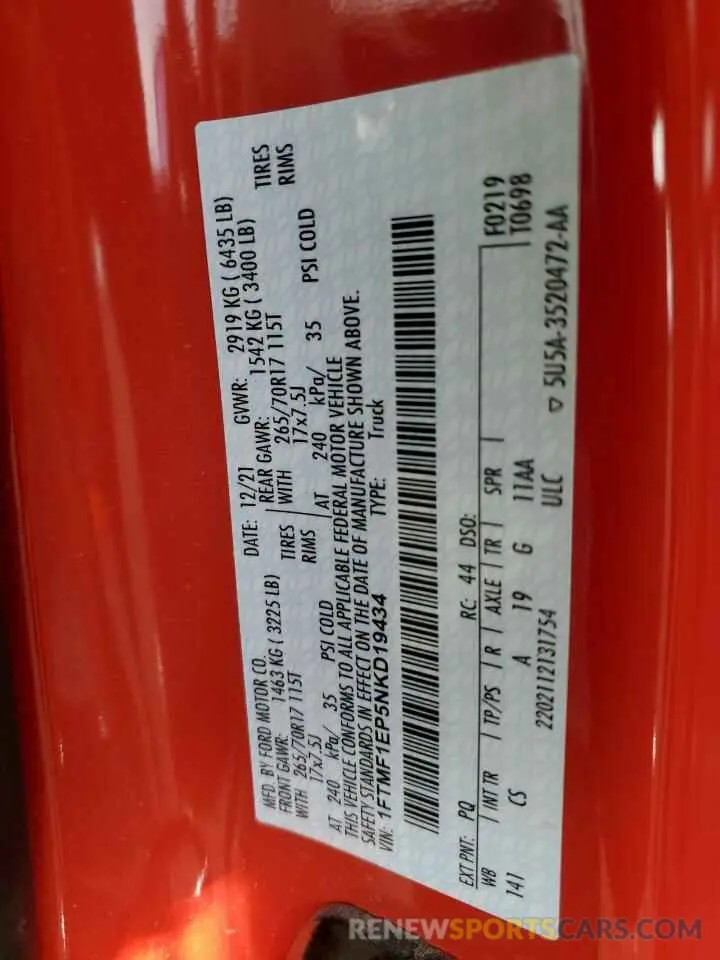 MFD. BY FORD MOTOR CO.
DATE: 12/21 GVWR: 2919 KG ( 6435 LB)
FRONT GAWR: 1463 KG ( 3225 LB) REAR GAWR: 1542 KG ( 3400 LB)
WITH 265/70R17 115T TIRES WITH 265/70R17 115T TIRES
17x7.5J RIMS 17x7.5J RIMS
AT 240 kPa/ 35 PSI COLD AT 240 kPa/ 35 PSI COLD
THIS VEHICLE CONFORMS TO ALL APPLICABLE FEDERAL MOTOR VEHICLE
SAFETY STANDARDS IN EFFECT ON THE DATE OF MANUFACTURE SHOWN ABOVE.
VIN: 1FTMF1EP5NKD19434 TYPE: Truck
EXT PNT: PQ RC: 44 DSO: F0219
WB INT TR TP/PS R AXLE TR SPR T0698
141 CS A 19 G 11AA
2202112131754 ULC ▽ 5U5A-3520472-AA
RENEWSPORTSCARS.COM